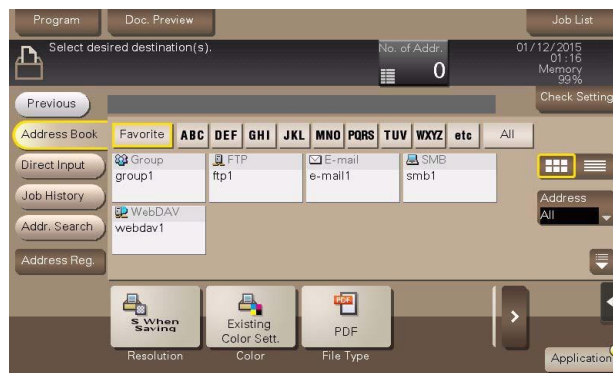 Program
Doc. Preview
Job List
Select desired destination(s).
No. of Addr.
0
01/12/2015
01:16
Memory
99%
Previous
Check Setting
Address Book
Favorite ABC DEF GHI JKL MNO PQRS TUV WXYZ etc All
Direct Input
Group
group1
FTP
ftp1
E-mail
e-mail1
SMB
smb1
Job History
Address
All
WebDAV
webdav1
Addr. Search
Address Reg.
S When
Saving
Resolution
Existing
Color Sett.
Color
PDF
PDF
File Type
Application